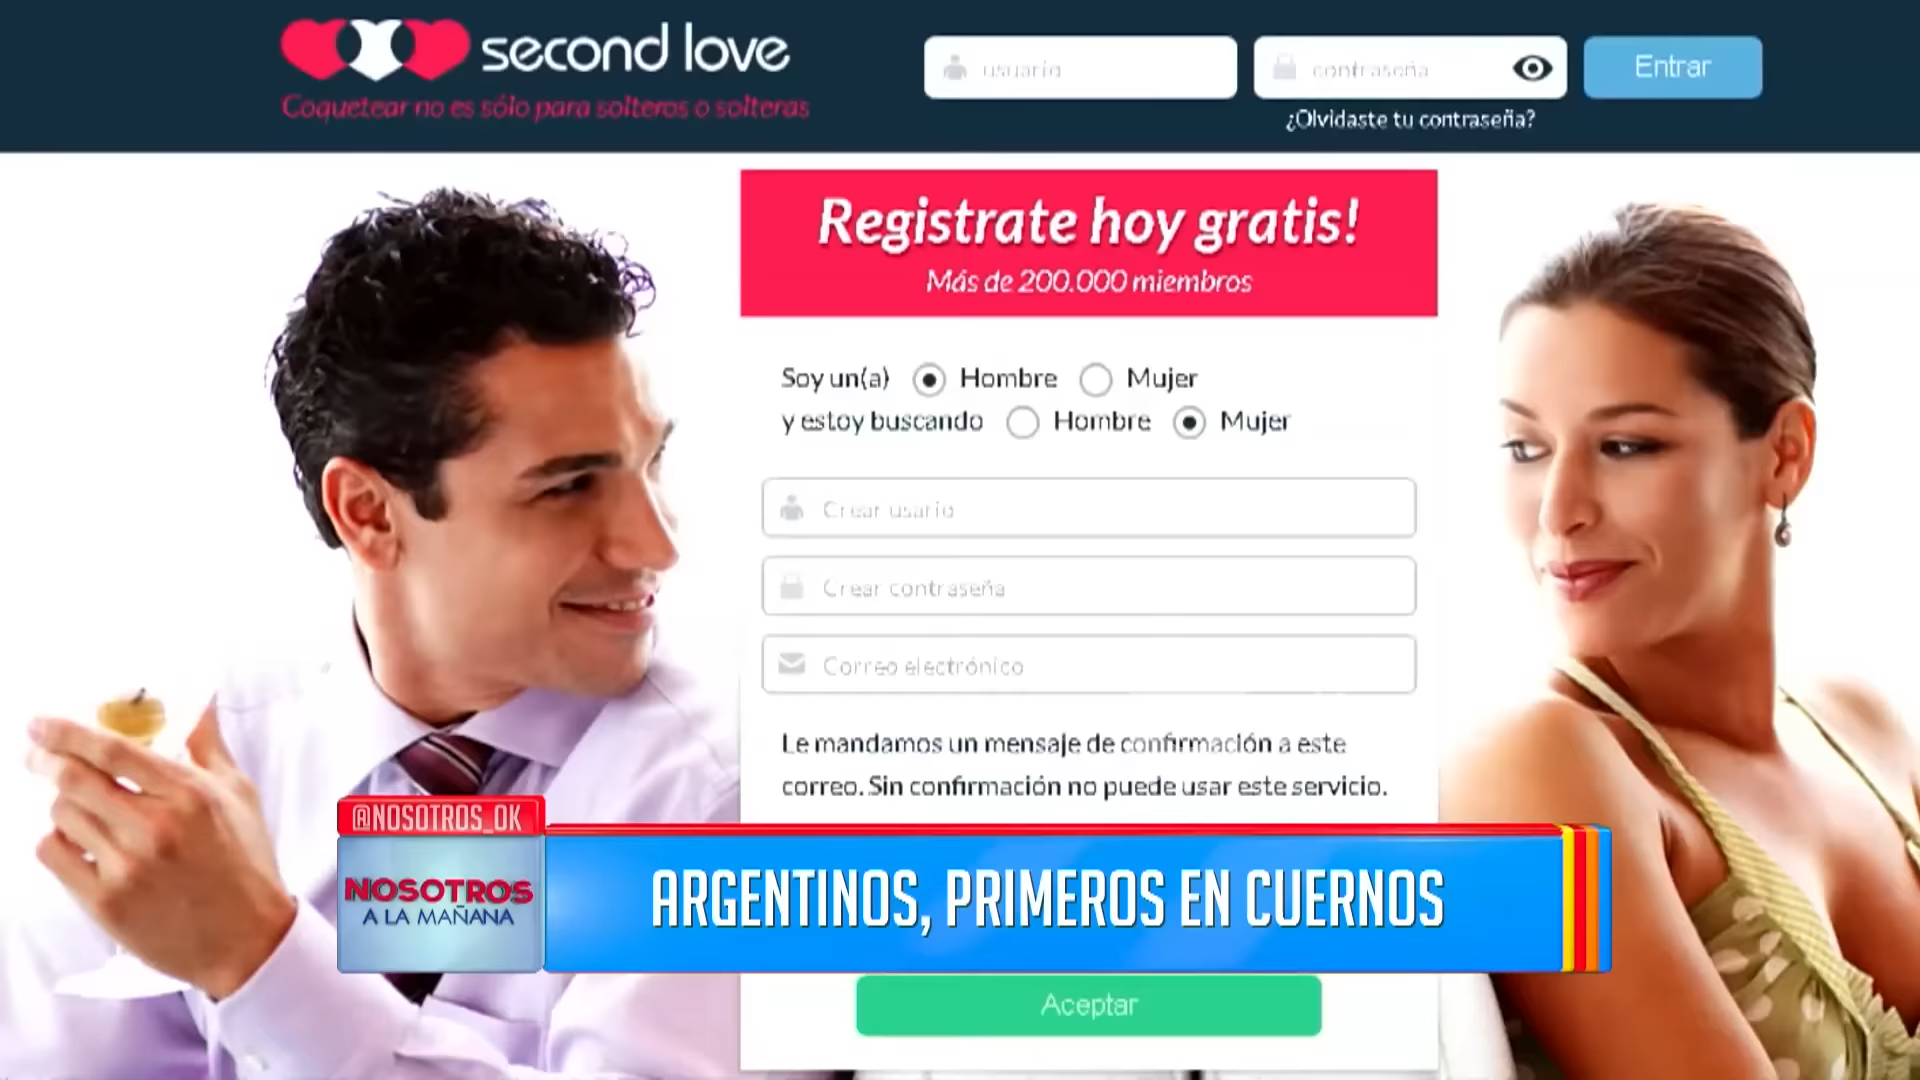 second love
Coquetear no es sólo para solteros o solteras
usuario
contraseña
Entrar
¿Olvidaste tu contraseña?
Registrate hoy gratis!
Más de 200.000 miembros
Soy un(a) Hombre Mujer
y estoy buscando Hombre Mujer
Crear usario
Crear contraseña
Correo electrónico
Le mandamos un mensaje de confirmación a este
correo. Sin confirmación no puede usar este servicio.
@NOSOTROS_OK
NOSOTROS
A LA MAÑANA
ARGENTINOS, PRIMEROS EN CUERNOS
Aceptar